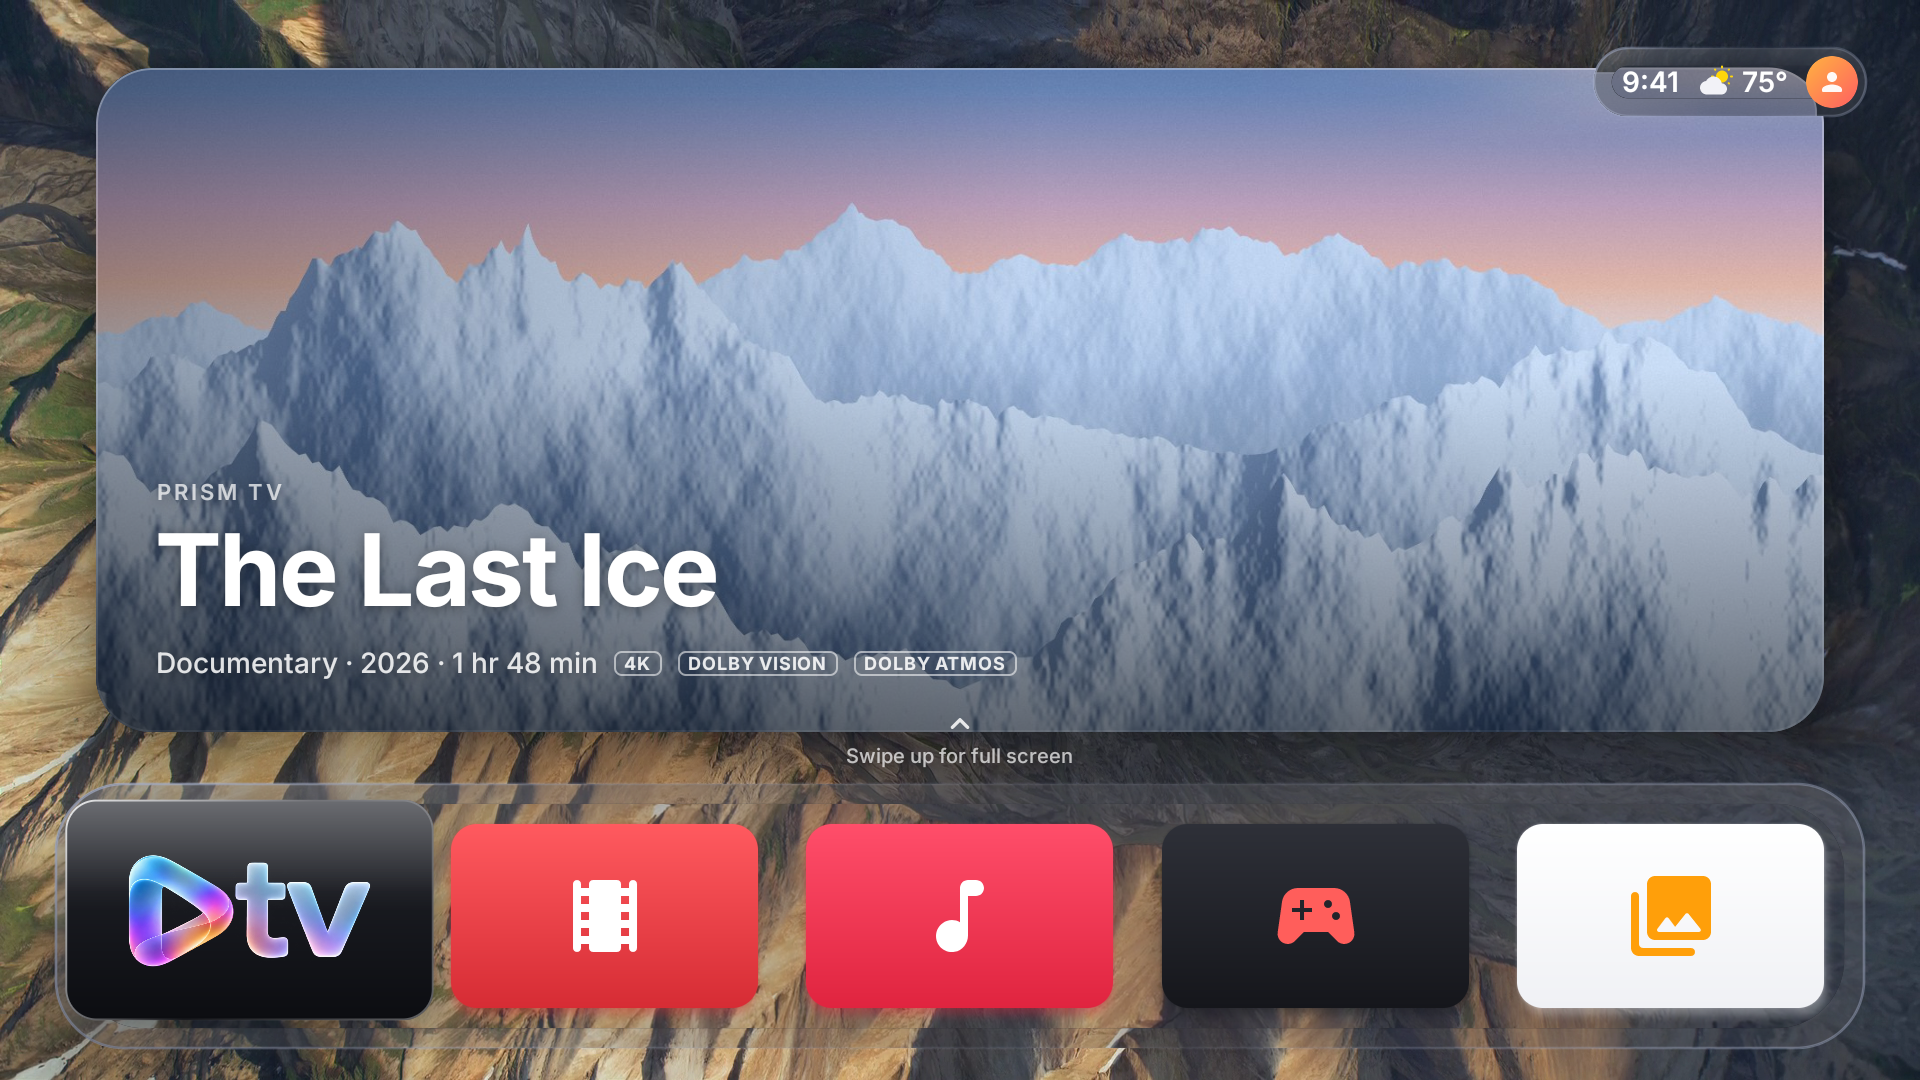 9:41 75°
PRISM TV
The Last Ice
Documentary · 2026 · 1 hr 48 min 4K DOLBY VISION DOLBY ATMOS
Swipe up for full screen
tv